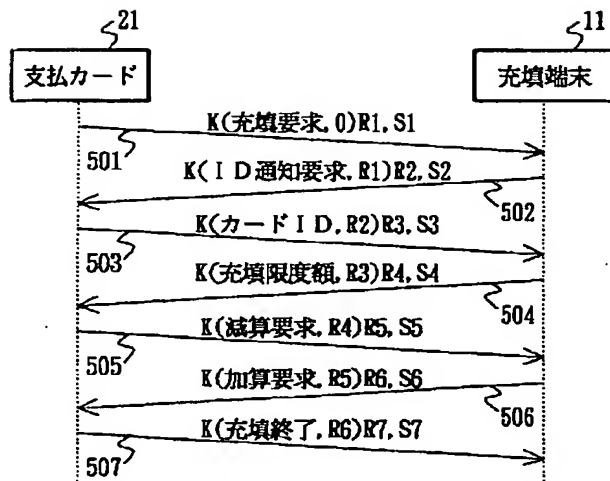 21
11
支払カード
充填端末
K(充填要求,0)R1,S1
501
K(ID通知要求,R1)R2,S2
502
K(カードID,R2)R3,S3
503
K(充填限度額,R3)R4,S4
504
K(減算要求,R4)R5,S5
505
K(加算要求,R5)R6,S6
506
K(充填終了,R6)R7,S7
507